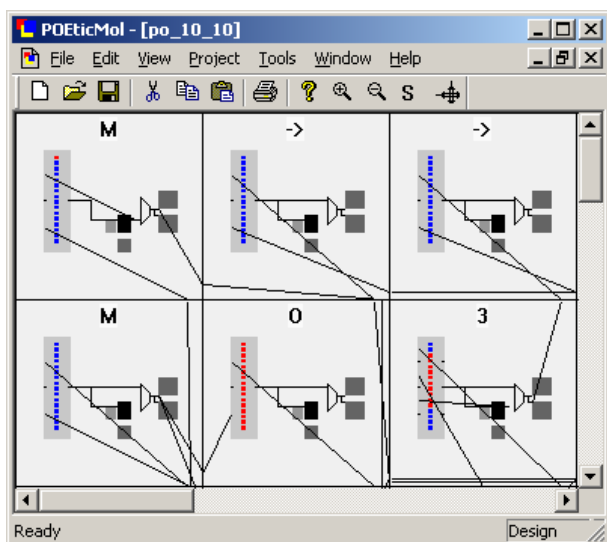 POEticMol - [po_10_10]
File Edit View Project Tools Window Help
S
M -> ->
M 0 3
Ready Design